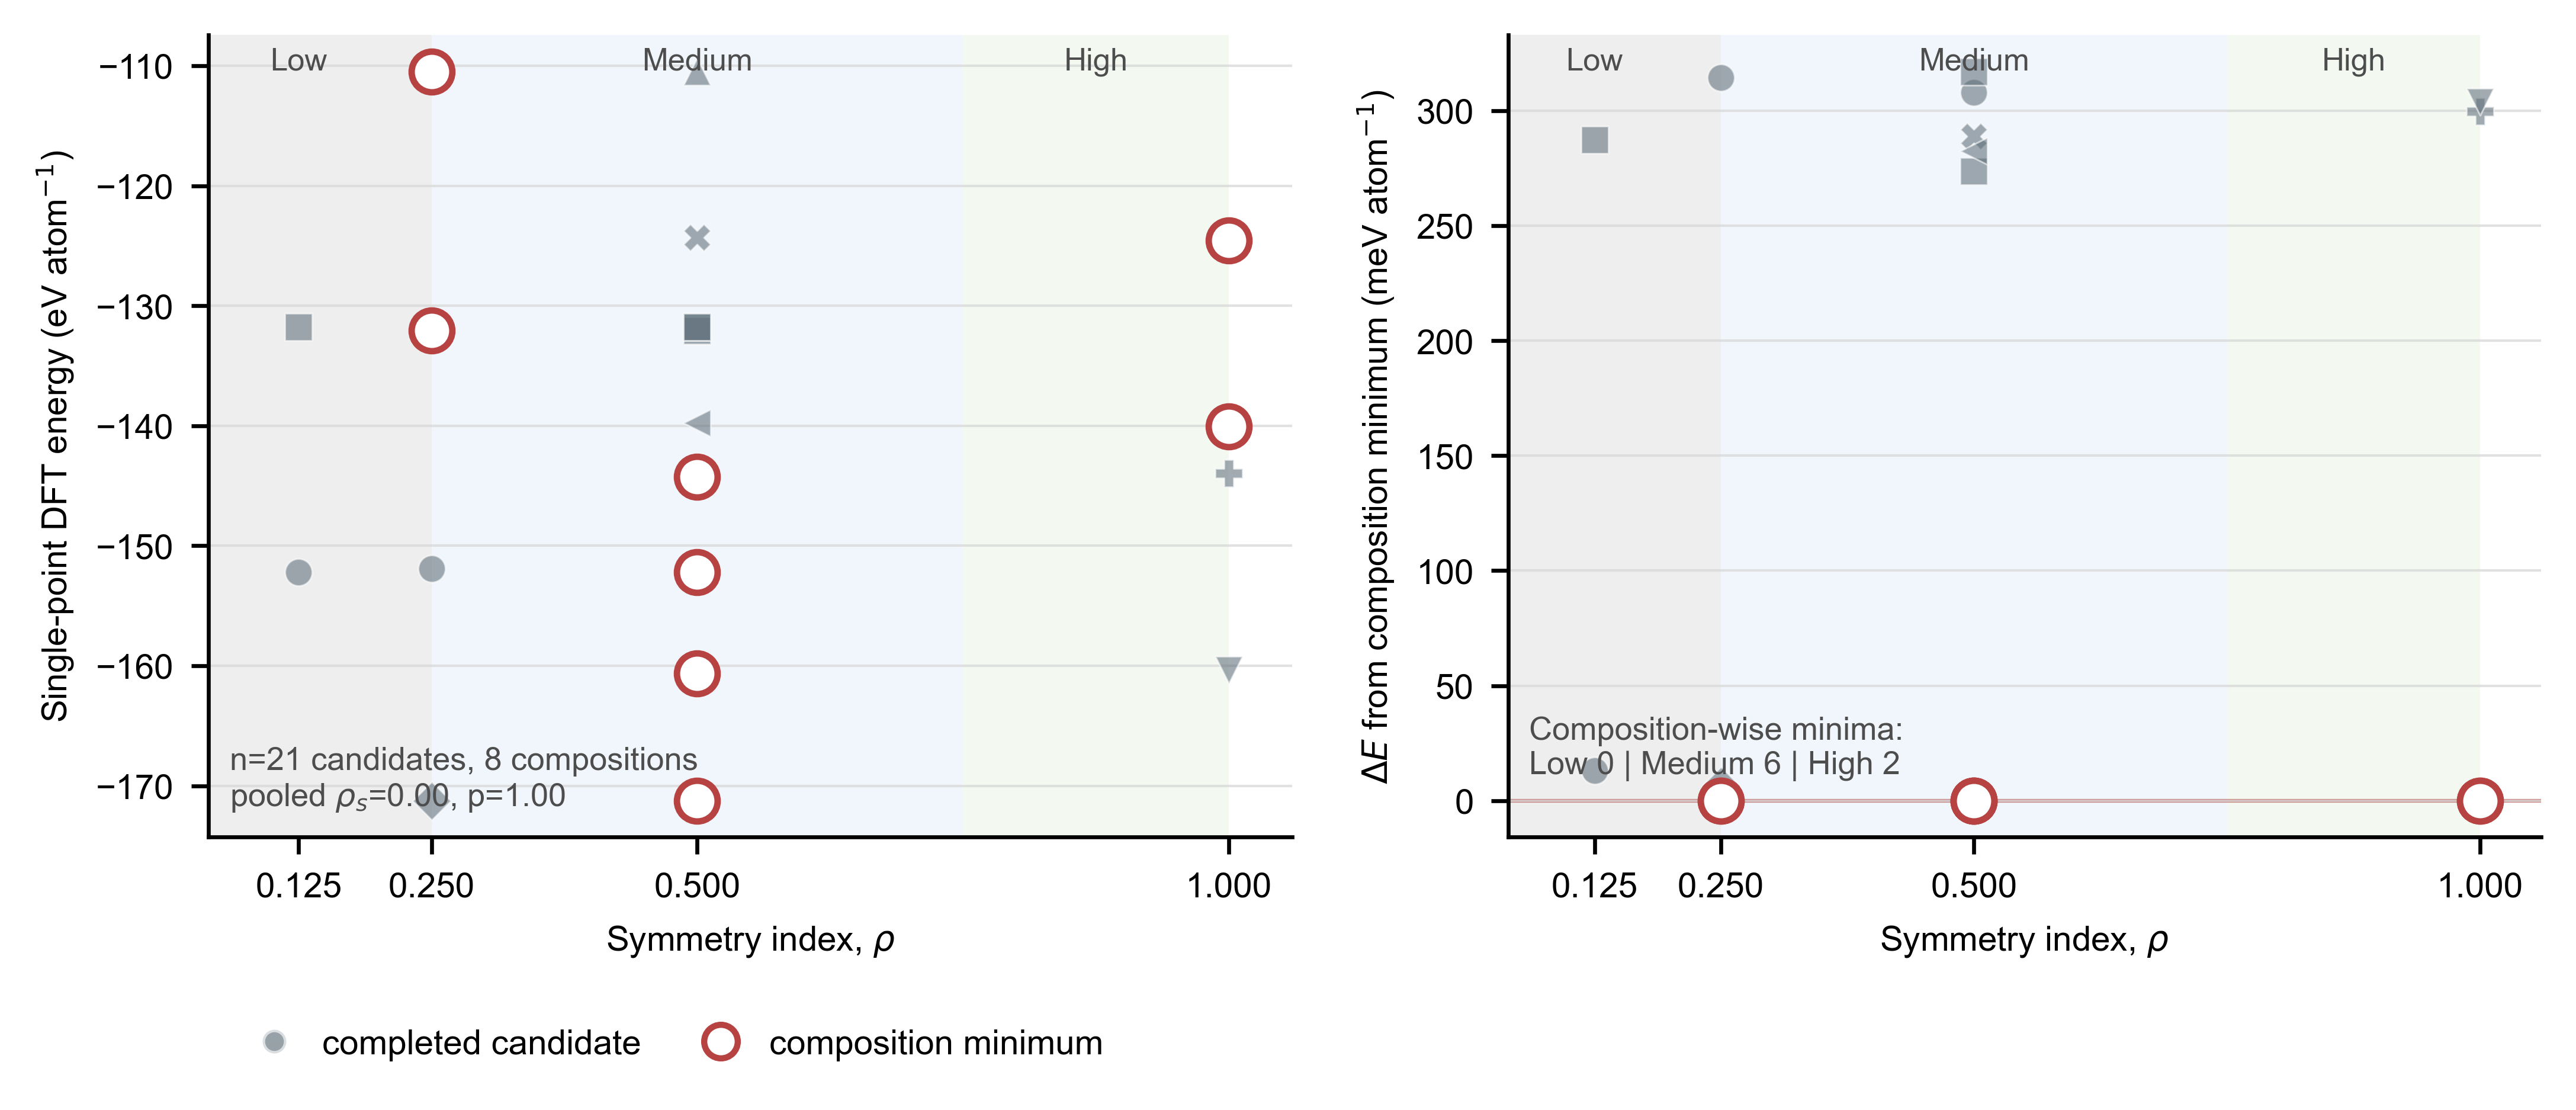 Low
Medium
High
−110
−120
−130
−140
−150
−160
−170
Single-point DFT energy (eV atom⁻¹)
n=21 candidates, 8 compositions
pooled ρₛ=0.00, p=1.00
0.125
0.250
0.500
1.000
Symmetry index, ρ
Low
Medium
High
300
250
200
150
100
50
0
ΔE from composition minimum (meV atom⁻¹)
Composition-wise minima:
Low 0 | Medium 6 | High 2
0.125
0.250
0.500
1.000
Symmetry index, ρ
completed candidate
composition minimum